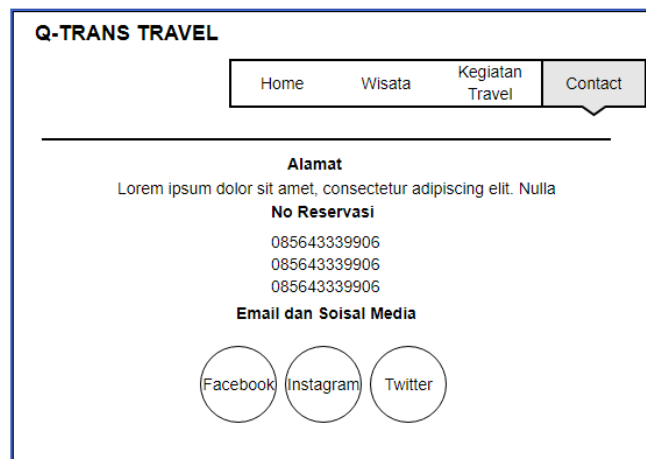 Q-TRANS TRAVEL
Home
Wisata
Kegiatan
Travel
Contact
Alamat
Lorem ipsum dolor sit amet, consectetur adipiscing elit. Nulla
No Reservasi
085643339906
085643339906
085643339906
Email dan Soisal Media
Facebook Instagram Twitter